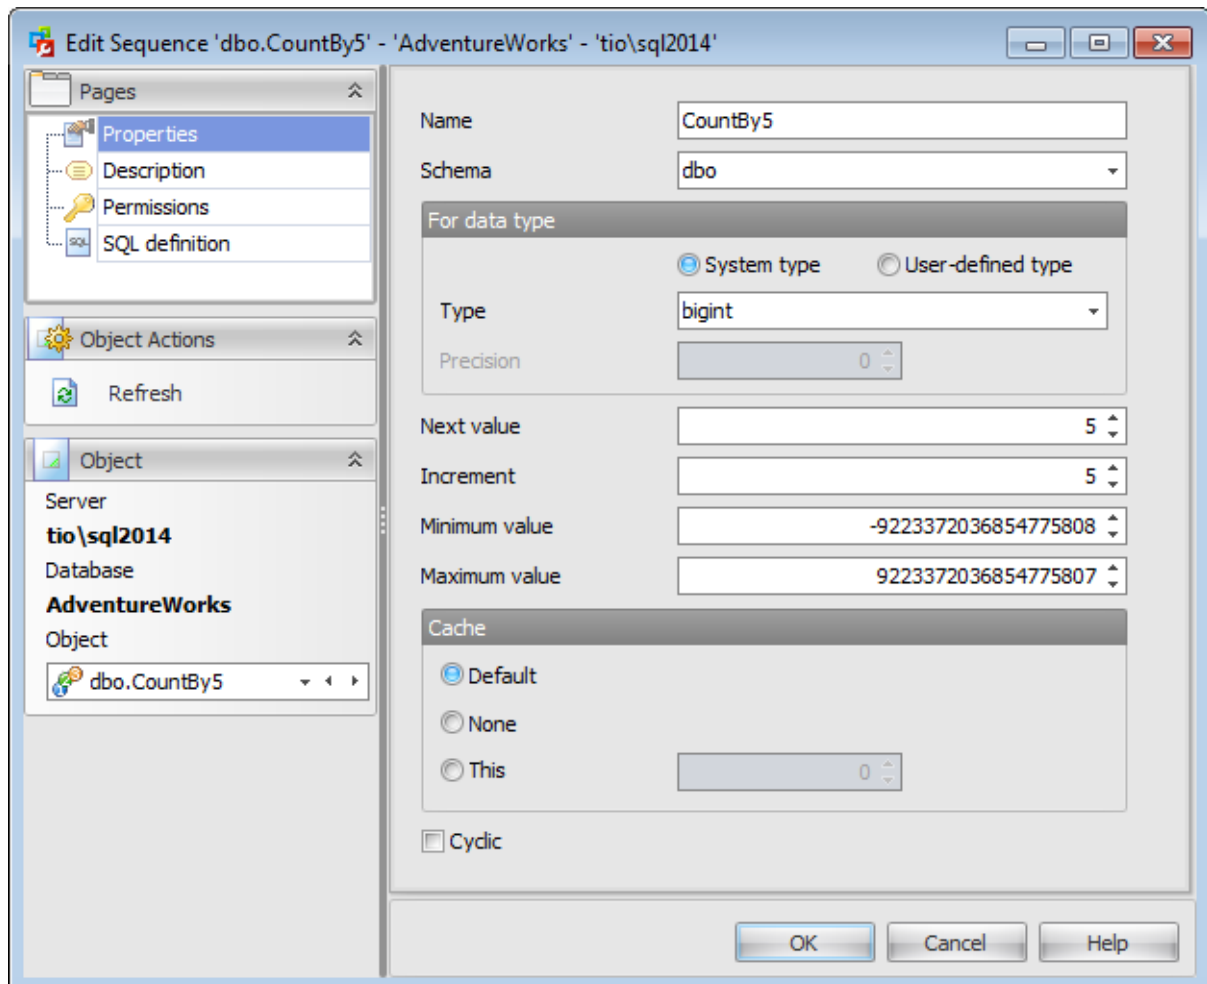 Edit Sequence 'dbo.CountBy5' - 'AdventureWorks' - 'tio\sql2014'
Pages
Properties
Description
Permissions
SQL
SQL definition
Object Actions
Refresh
Object
Server
tio\sql2014
Database
AdventureWorks
Object
dbo.CountBy5
Name CountBy5
Schema dbo
For data type
System type User-defined type
Type bigint
Precision 0
Next value 5
Increment 5
Minimum value -9223372036854775808
Maximum value 9223372036854775807
Cache
Default
None
This 0
Cyclic
OK Cancel Help